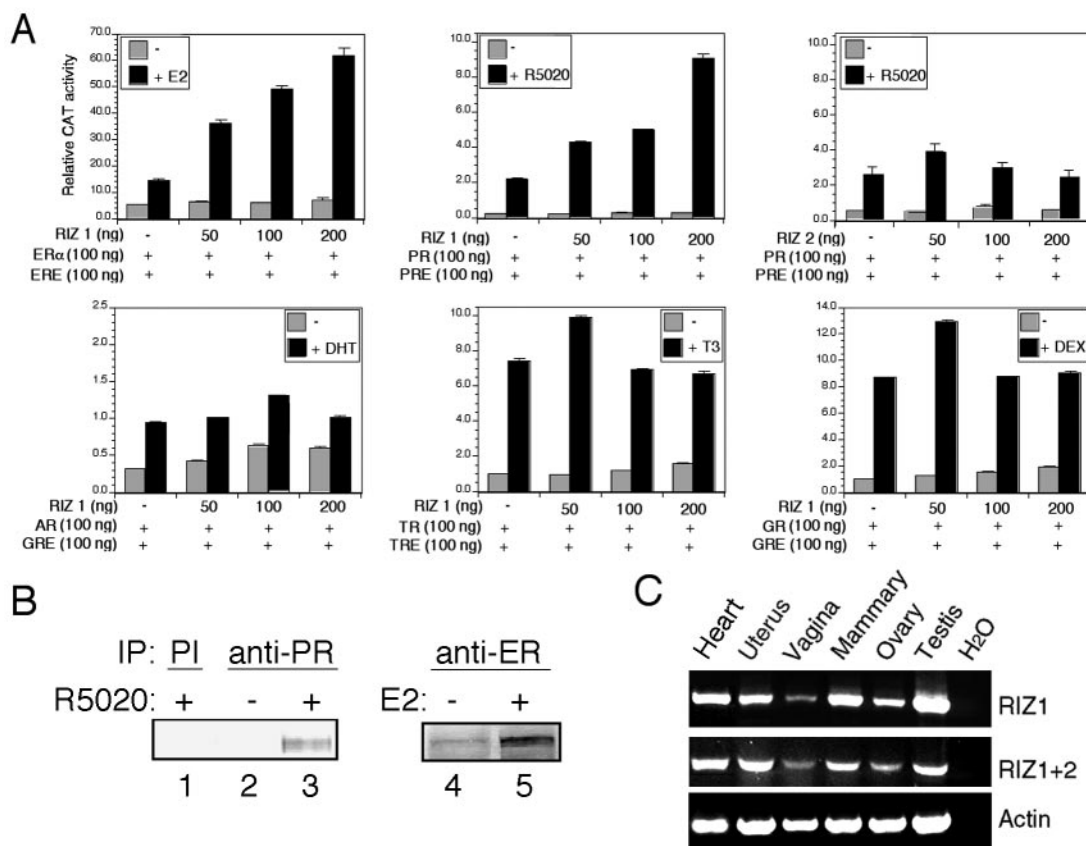 A
Relative CAT activity
70.0
60.0
50.0
40.0
30.0
20.0
10.0
0.0
-
+ E2
RIZ 1 (ng) - 50 100 200
ERα (100 ng) + + + +
ERE (100 ng) + + + +
10.0
8.0
6.0
4.0
2.0
0.0
-
+ R5020
RIZ 1 (ng) - 50 100 200
PR (100 ng) + + + +
PRE (100 ng) + + + +
10.0
8.0
6.0
4.0
2.0
0.0
-
+ R5020
RIZ 2 (ng) - 50 100 200
PR (100 ng) + + + +
PRE (100 ng) + + + +
2.5
2.0
1.5
1.0
0.5
0.0
-
+ DHT
RIZ 1 (ng) - 50 100 200
AR (100 ng) + + + +
GRE (100 ng) + + + +
10.0
8.0
6.0
4.0
2.0
0.0
-
+ T3
RIZ 1 (ng) - 50 100 200
TR (100 ng) + + + +
TRE (100 ng) + + + +
14.0
12.0
10.0
8.0
6.0
4.0
2.0
0.0
-
+ DEX
RIZ 1 (ng) - 50 100 200
GR (100 ng) + + + +
GRE (100 ng) + + + +
B
IP: PI anti-PR anti-ER
R5020: + - + E2: - +
1 2 3 4 5
C
Heart Uterus Vagina Mammary Ovary Testis H2O
RIZ1
RIZ1+2
Actin